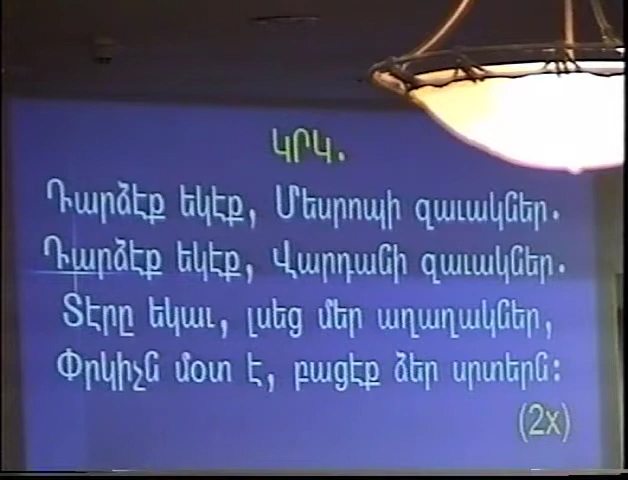 ԿՐԿ.
Դարձէք եկէք, Մեսրոպի զաւակներ.
Դարձէք եկէք, Վարդանի զաւակներ.
Տէրը եկաւ, լսեց մեր աղաղակներ,
Փրկիչն մօտ է, բացէք ձեր սրտերն:
(2x)